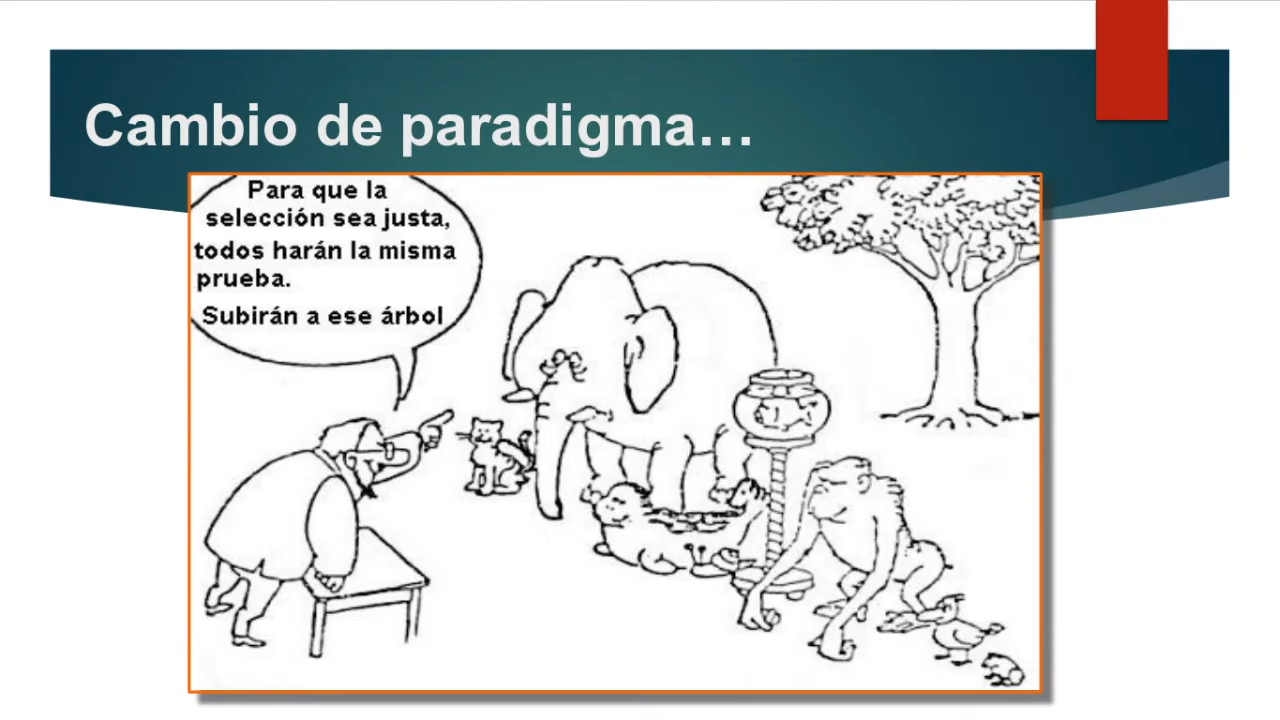 Cambio de paradigma…
Para que la
selección sea justa,
todos harán la misma
prueba.
Subirán a ese árbol